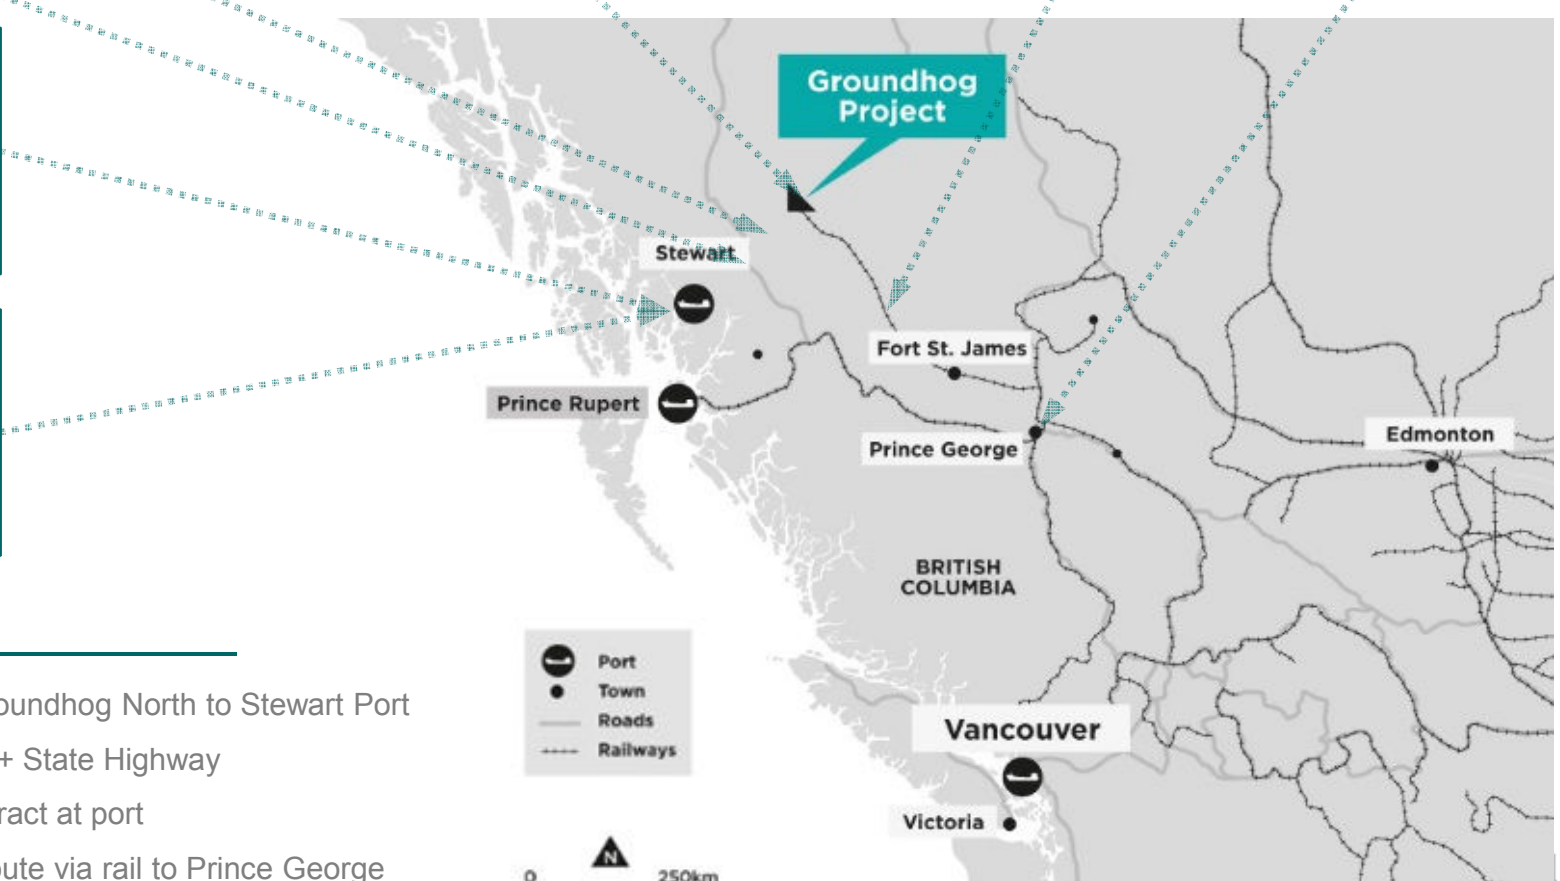 Groundhog
Project
Stewart
Fort St. James
Prince Rupert
Prince George
Edmonton
BRITISH
COLUMBIA
Port
Town
Roads
Railways
Vancouver
Victoria
N
0 250km
oundhog North to Stewart Port
+ State Highway
ract at port
oute via rail to Prince George